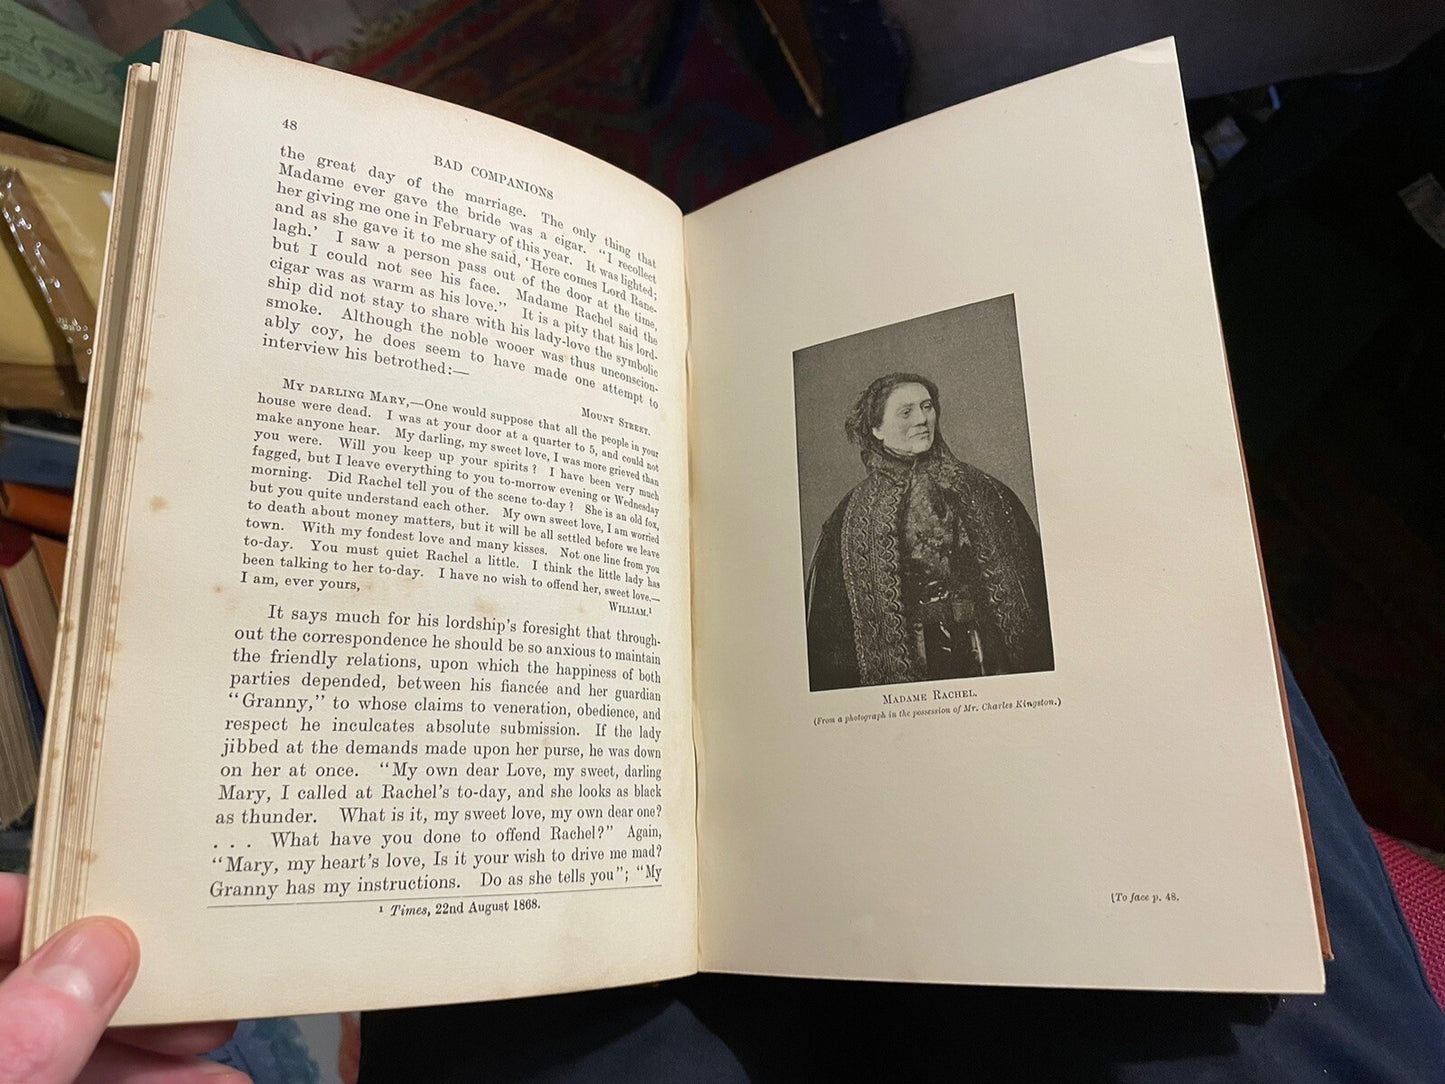 48
BAD COMPANIONS
the great day of the marriage. The only thing that
Madame ever gave the bride was a cigar. "I recollect
her giving me one in February of this year. It was lighted;
and as she gave it to me she said, 'Here comes Lord Rane-
lagh.' I saw a person pass out of the door at the time,
but I could not see his face. Madame Rachel said the
cigar was as warm as his love." It is a pity that his lord-
ship did not stay to share with his lady-love the symbolic
smoke. Although the noble wooer was thus unconscion-
ably coy, he does seem to have made one attempt to
interview his betrothed:—
MOUNT STREET.
MY DARLING MARY,—One would suppose that all the people in your
house were dead. I was at your door at a quarter to 5, and could not
make anyone hear. My darling, my sweet love, I was more grieved than
you were. Will you keep up your spirits? I have been very much
fagged, but I leave everything to you to-morrow evening or Wednesday
morning. Did Rachel tell you of the scene to-day? She is an old fox,
but you quite understand each other. My own sweet love, I am worried
to death about money matters, but it will be all settled before we leave
town. With my fondest love and many kisses. Not one line from you
to-day. You must quiet Rachel a little. I think the little lady has
been talking to her to-day. I have no wish to offend her, sweet love.—
I am, ever yours,
WILLIAM.¹
It says much for his lordship's foresight that through-
out the correspondence he should be so anxious to maintain
the friendly relations, upon which the happiness of both
parties depended, between his fiancée and her guardian
"Granny," to whose claims to veneration, obedience, and
respect he inculcates absolute submission. If the lady
jibbed at the demands made upon her purse, he was down
on her at once. "My own dear Love, my sweet, darling
Mary, I called at Rachel's to-day, and she looks as black
as thunder. What is it, my sweet love, my own dear one?
. . . What have you done to offend Rachel?" Again,
"Mary, my heart's love, Is it your wish to drive me mad?
Granny has my instructions. Do as she tells you"; "My
¹ Times, 22nd August 1868.
MADAME RACHEL.
(From a photograph in the possession of Mr. Charles Kingston.)
[To face p. 48.